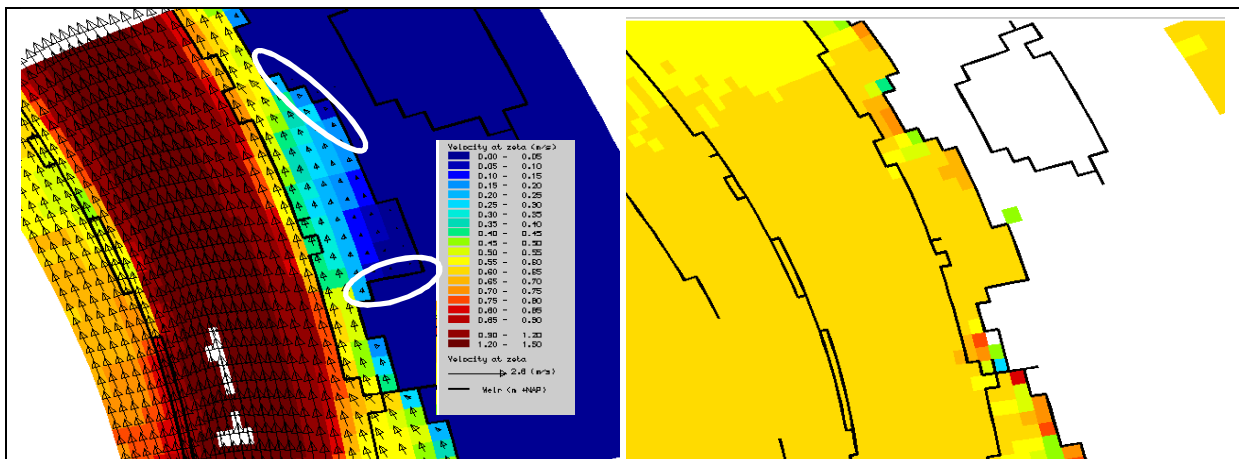 Velocity at zeta (m/s)
0.00 - 0.05
0.05 - 0.10
0.10 - 0.15
0.15 - 0.20
0.20 - 0.25
0.25 - 0.30
0.30 - 0.35
0.35 - 0.40
0.40 - 0.45
0.45 - 0.50
0.50 - 0.55
0.55 - 0.60
0.60 - 0.65
0.65 - 0.70
0.70 - 0.75
0.75 - 0.80
0.80 - 0.85
0.85 - 0.90
0.90 - 1.20
1.20 - 1.50
Velocity at zeta
2.0 (m/s)
Weir (m +NAP)